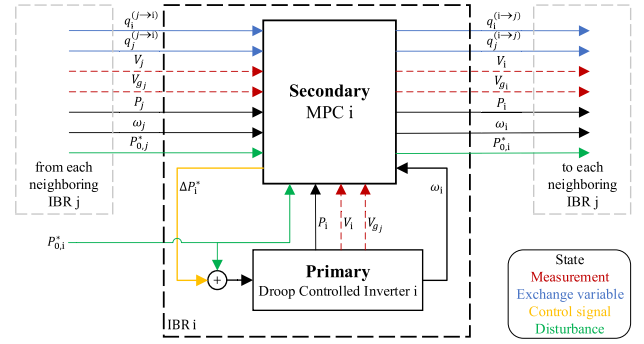 q_i^(j→i)
q_j^(j→i)
V_j
V_g_j
P_j
ω_j
P*_0,j
from each
neighboring
IBR j
Secondary
MPC i
q_i^(i→j)
q_j^(i→j)
V_i
V_g_i
P_i
ω_i
P*_0,i
to each
neighboring
IBR j
ΔP_i^*
P_i
V_i
V_g_j
ω_i
P*_0,i
+
Primary
Droop Controlled Inverter i
IBR i
State
Measurement
Exchange variable
Control signal
Disturbance